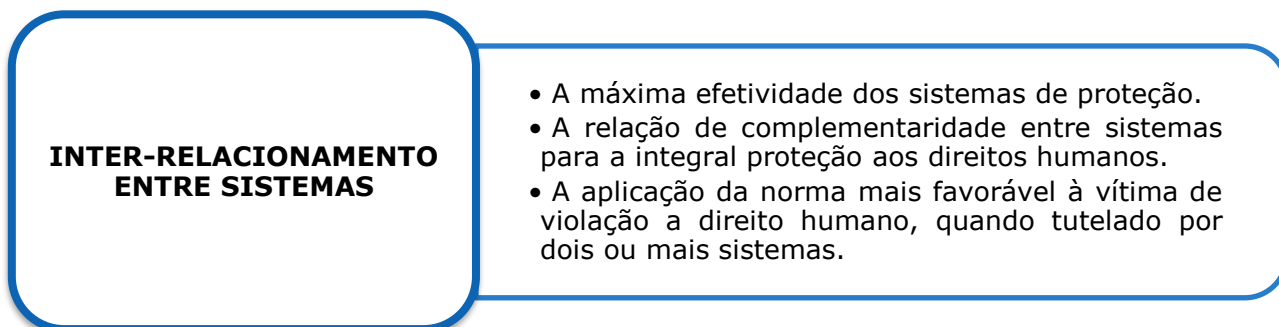 INTER-RELACIONAMENTO
ENTRE SISTEMAS
• A máxima efetividade dos sistemas de proteção.
• A relação de complementaridade entre sistemas
para a integral proteção aos direitos humanos.
• A aplicação da norma mais favorável à vítima de
violação a direito humano, quando tutelado por
dois ou mais sistemas.